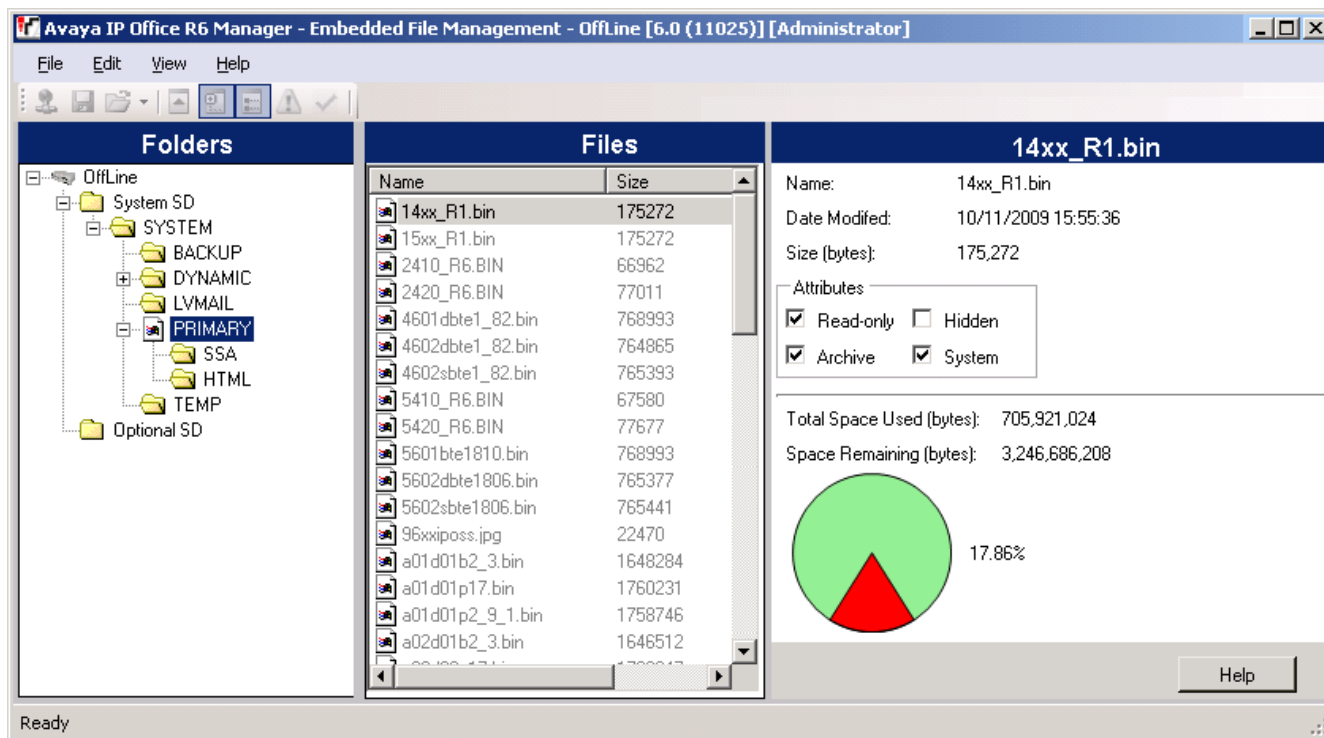 Avaya IP Office R6 Manager - Embedded File Management - OffLine [6.0 (11025)] [Administrator]
File Edit View Help
Folders
OffLine
System SD
SYSTEM
BACKUP
DYNAMIC
LVMAIL
PRIMARY
SSA
HTML
TEMP
Optional SD
Files
Name Size
14xx_R1.bin 175272
15xx_R1.bin 175272
2410_R6.BIN 66962
2420_R6.BIN 77011
4601dbte1_82.bin 768993
4602dbte1_82.bin 764865
4602sbte1_82.bin 765393
5410_R6.BIN 67580
5420_R6.BIN 77677
5601bte1810.bin 768993
5602dbte1806.bin 765377
5602sbte1806.bin 765441
96xxiposs.jpg 22470
a01d01b2_3.bin 1648284
a01d01p17.bin 1760231
a01d01p2_9_1.bin 1758746
a02d01b2_3.bin 1646512
14xx_R1.bin
Name: 14xx_R1.bin
Date Modifed: 10/11/2009 15:55:36
Size (bytes): 175,272
Attributes
Read-only Hidden
Archive System
Total Space Used (bytes): 705,921,024
Space Remaining (bytes): 3,246,686,208
17.86%
Help
Ready